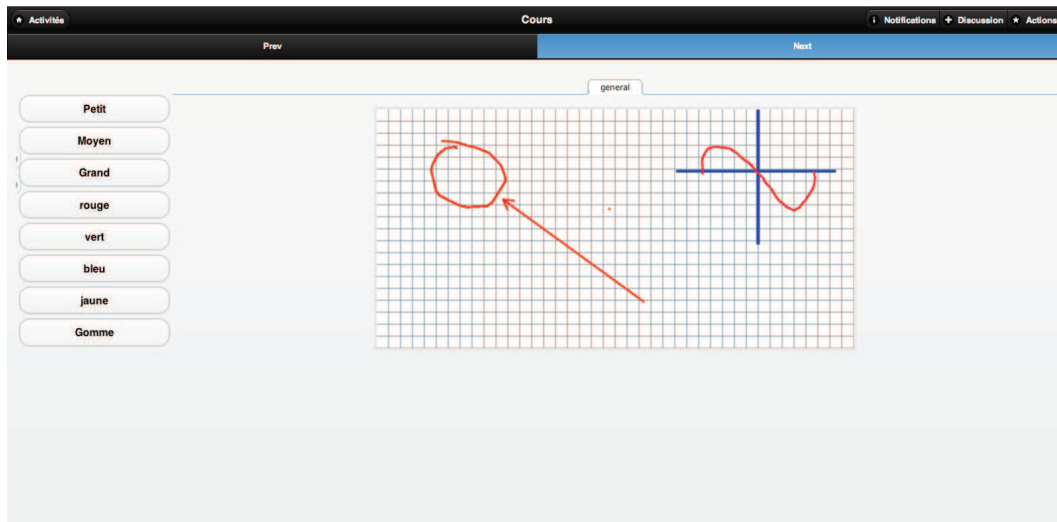 Activités Cours Notifications Discussion Actions
Prev Next
general
Petit
Moyen
Grand
rouge
vert
bleu
jaune
Gomme